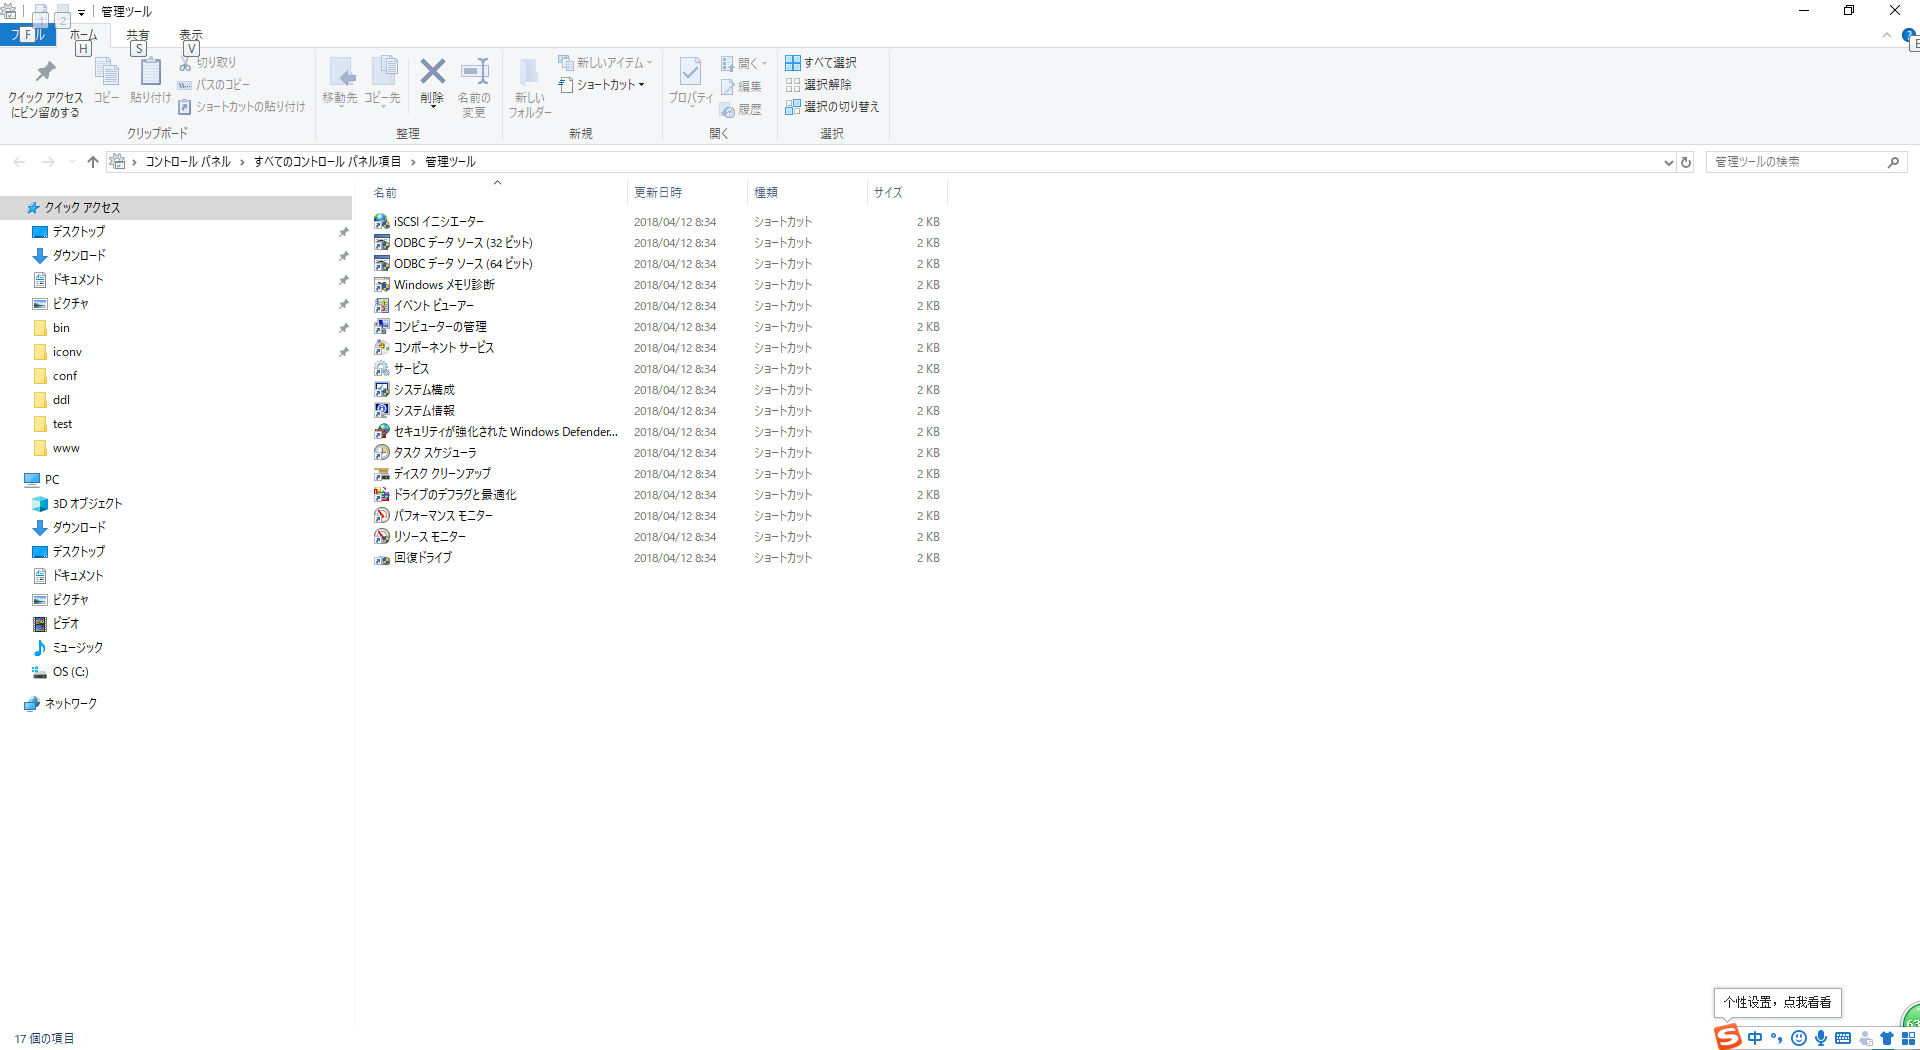 管理ツール
1
2
ファイル
F
ホーム
H
共有
S
表示
V
クイック アクセス
にピン留めする
コピー
貼り付け
切り取り
パスのコピー
ショートカットの貼り付け
クリップボード
移動先
コピー先
削除
名前の
変更
整理
新しい
フォルダー
新しいアイテム
ショートカット
新規
プロパティ
開く
編集
履歴
開く
すべて選択
選択解除
選択の切り替え
選択
コントロール パネル › すべてのコントロール パネル項目 › 管理ツール
管理ツールの検索
クイック アクセス
デスクトップ
ダウンロード
ドキュメント
ピクチャ
bin
iconv
conf
ddl
test
www
PC
3D オブジェクト
ダウンロード
デスクトップ
ドキュメント
ピクチャ
ビデオ
ミュージック
OS (C:)
ネットワーク
名前 更新日時 種類 サイズ
iSCSI イニシエーター 2018/04/12 8:34 ショートカット 2 KB
ODBC データ ソース (32 ビット) 2018/04/12 8:34 ショートカット 2 KB
ODBC データ ソース (64 ビット) 2018/04/12 8:34 ショートカット 2 KB
Windows メモリ診断 2018/04/12 8:34 ショートカット 2 KB
イベント ビューアー 2018/04/12 8:34 ショートカット 2 KB
コンピューターの管理 2018/04/12 8:34 ショートカット 2 KB
コンポーネント サービス 2018/04/12 8:34 ショートカット 2 KB
サービス 2018/04/12 8:34 ショートカット 2 KB
システム構成 2018/04/12 8:34 ショートカット 2 KB
システム情報 2018/04/12 8:34 ショートカット 2 KB
セキュリティが強化された Windows Defender... 2018/04/12 8:34 ショートカット 2 KB
タスク スケジューラ 2018/04/12 8:34 ショートカット 2 KB
ディスク クリーンアップ 2018/04/12 8:34 ショートカット 2 KB
ドライブのデフラグと最適化 2018/04/12 8:34 ショートカット 2 KB
パフォーマンス モニター 2018/04/12 8:34 ショートカット 2 KB
リソース モニター 2018/04/12 8:34 ショートカット 2 KB
回復ドライブ 2018/04/12 8:34 ショートカット 2 KB
个性设置，点我看看
中
17 個の項目